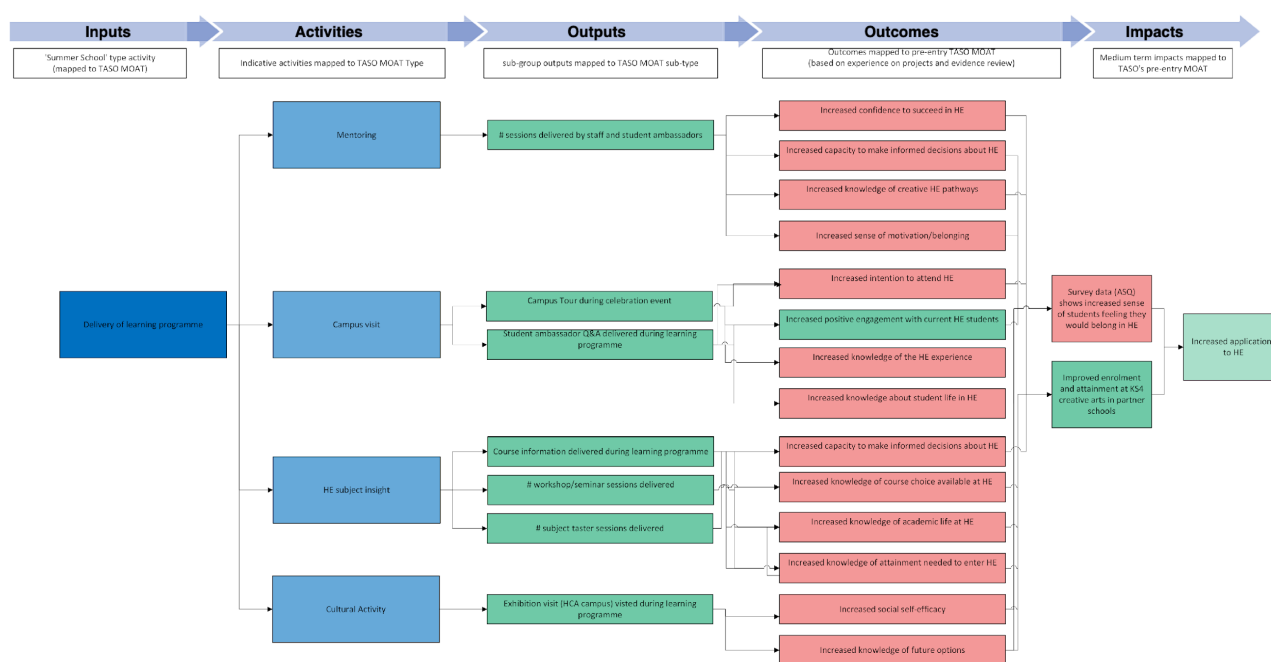 Inputs
Activities
Outputs
Outcomes
Impacts
'Summer School' type activity
(mapped to TASO MOAT)
Indicative activities mapped to TASO MOAT Type
sub-group outputs mapped to TASO MOAT sub-type
Outcomes mapped to pre-entry TASO MOAT
(based on experience on projects and evidence review)
Medium term impacts mapped to
TASO's pre-entry MOAT
Delivery of learning programme
Mentoring
# sessions delivered by staff and student ambassadors
Increased confidence to succeed in HE
Increased capacity to make informed decisions about HE
Increased knowledge of creative HE pathways
Increased sense of motivation/belonging
Campus visit
Campus Tour during celebration event
Student ambassador Q&A delivered during learning
programme
Increased intention to attend HE
Increased positive engagement with current HE students
Increased knowledge of the HE experience
Increased knowledge about student life in HE
HE subject insight
Course information delivered during learning programme
# workshop/seminar sessions delivered
# subject taster sessions delivered
Increased capacity to make informed decisions about HE
Increased knowledge of course choice available at HE
Increased knowledge of academic life at HE
Increased knowledge of attainment needed to enter HE
Cultural Activity
Exhibition visit (HCA campus) visted during learning
programme
Increased social self-efficacy
Increased knowledge of future options
Survey data (ASQ)
shows increased sense
of students feeling they
would belong in HE
Improved enrolment
and attainment at KS4
creative arts in partner
schools
Increased application
to HE